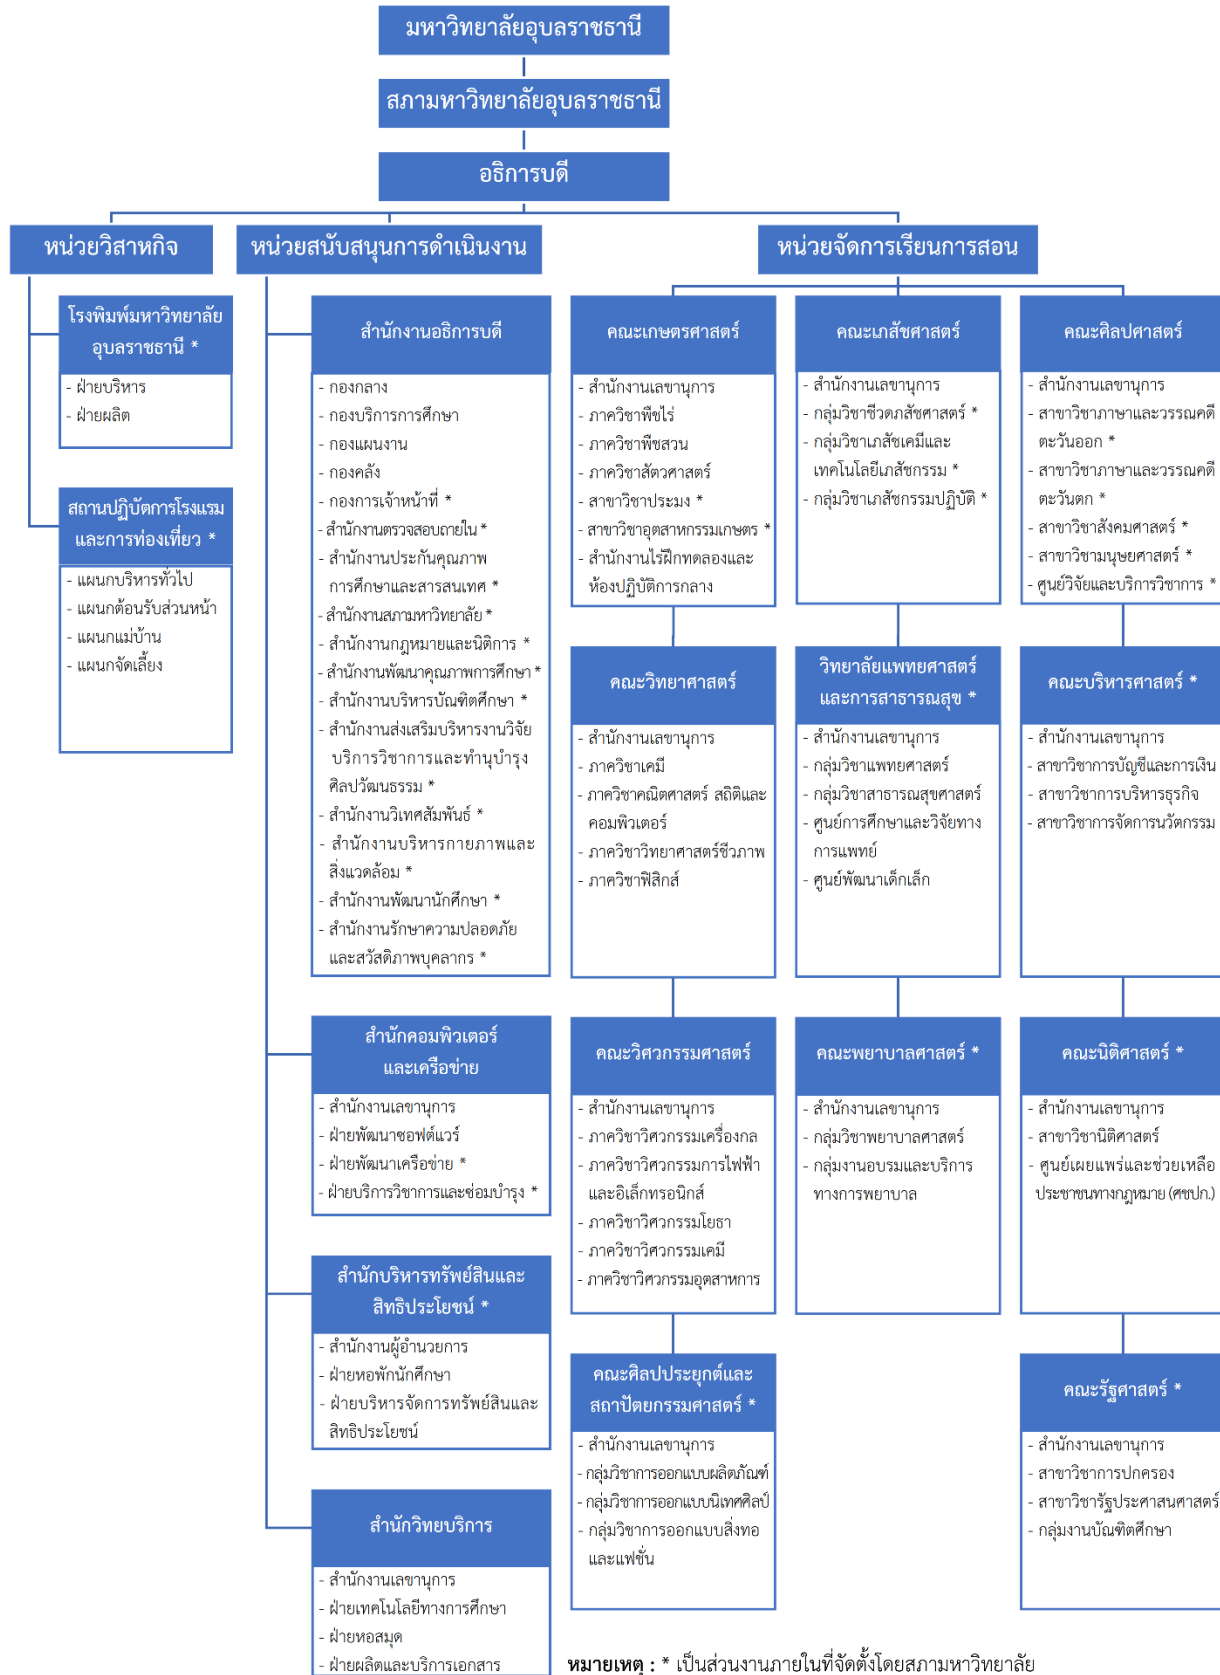 มหาวิทยาลัยอุบลราชธานี
สภามหาวิทยาลัยอุบลราชธานี
อธิการบดี
หน่วยวิสาหกิจ
โรงพิมพ์มหาวิทยาลัย
อุบลราชธานี *
- ฝ่ายบริหาร
- ฝ่ายผลิต
สถานปฏิบัตการโรงแรม
และการท่องเที่ยว *
- แผนกบริหารทั่วไป
- แผนกต้อนรับส่วนหน้า
- แผนกแม่บ้าน
- แผนกจัดเลี้ยง
หน่วยสนับสนุนการดำเนินงาน
สำนักงานอธิการบดี
- กองกลาง
- กองบริการการศึกษา
- กองแผนงาน
- กองคลัง
- กองการเจ้าหน้าที่ *
- สำนักงานตรวจสอบภายใน *
- สำนักงานประกันคุณภาพ
การศึกษาและสารสนเทศ *
- สำนักงานสภามหาวิทยาลัย *
- สำนักงานกฎหมายและนิติการ *
- สำนักงานพัฒนาคุณภาพการศึกษา *
- สำนักงานบริหารบัณฑิตศึกษา *
- สำนักงานส่งเสริมบริหารงานวิจัย
บริการวิชาการและทำนุบำรุง
ศิลปวัฒนธรรม *
- สำนักงานวิเทศสัมพันธ์ *
- สำนักงานบริหารกายภาพและ
สิ่งแวดล้อม *
- สำนักงานพัฒนานักศึกษา *
- สำนักงานรักษาความปลอดภัย
และสวัสดิภาพบุคลากร *
สำนักคอมพิวเตอร์
และเครือข่าย
- สำนักงานเลขานุการ
- ฝ่ายพัฒนาซอฟต์แวร์
- ฝ่ายพัฒนาเครือข่าย *
- ฝ่ายบริการวิชาการและซ่อมบำรุง *
สำนักบริหารทรัพย์สินและ
สิทธิประโยชน์ *
- สำนักงานผู้อำนวยการ
- ฝ่ายหอพักนักศึกษา
- ฝ่ายบริหารจัดการทรัพย์สินและ
สิทธิประโยชน์
สำนักวิทยบริการ
- สำนักงานเลขานุการ
- ฝ่ายเทคโนโลยีทางการศึกษา
- ฝ่ายหอสมุด
- ฝ่ายผลิตและบริการเอกสาร
หน่วยจัดการเรียนการสอน
คณะเกษตรศาสตร์
- สำนักงานเลขานุการ
- ภาควิชาพืชไร่
- ภาควิชาพืชสวน
- ภาควิชาสัตวศาสตร์
- สาขาวิชาประมง *
- สาขาวิชาอุตสาหกรรมเกษตร *
- สำนักงานไร่ฝึกทดลองและ
ห้องปฏิบัติการกลาง
คณะวิทยาศาสตร์
- สำนักงานเลขานุการ
- ภาควิชาเคมี
- ภาควิชาคณิตศาสตร์ สถิติและ
คอมพิวเตอร์
- ภาควิชาวิทยาศาสตร์ชีวภาพ
- ภาควิชาฟิสิกส์
คณะวิศวกรรมศาสตร์
- สำนักงานเลขานุการ
- ภาควิชาวิศวกรรมเครื่องกล
- ภาควิชาวิศวกรรมการไฟฟ้า
และอิเล็กทรอนิกส์
- ภาควิชาวิศวกรรมโยธา
- ภาควิชาวิศวกรรมเคมี
- ภาควิชาวิศวกรรมอุตสาหการ
คณะศิลปประยุกต์และ
สถาปัตยกรรมศาสตร์ *
- สำนักงานเลขานุการ
- กลุ่มวิชาการออกแบบผลิตภัณฑ์
- กลุ่มวิชาการออกแบบนิเทศศิลป์
- กลุ่มวิชาการออกแบบสิ่งทอ
และแฟชั่น
คณะเภสัชศาสตร์
- สำนักงานเลขานุการ
- กลุ่มวิชาชีวดภสัชศาสตร์ *
- กลุ่มวิชาเภสัชเคมีและ
เทคโนโลยีเภสัชกรรม *
- กลุ่มวิชาเภสัชกรรมปฏิบัติ *
วิทยาลัยแพทยศาสตร์
และการสาธารณสุข *
- สำนักงานเลขานุการ
- กลุ่มวิชาแพทยศาสตร์
- กลุ่มวิชาสาธารณสุขศาสตร์
- ศูนย์การศึกษาและวิจัยทาง
การแพทย์
- ศูนย์พัฒนาเด็กเล็ก
คณะพยาบาลศาสตร์ *
- สำนักงานเลขานุการ
- กลุ่มวิชาพยาบาลศาสตร์
- กลุ่มงานอบรมและบริการ
ทางการพยาบาล
คณะศิลปศาสตร์
- สำนักงานเลขานุการ
- สาขาวิชาภาษาและวรรณคดี
ตะวันออก *
- สาขาวิชาภาษาและวรรณคดี
ตะวันตก *
- สาขาวิชาสังคมศาสตร์ *
- สาขาวิชามนุษยศาสตร์ *
- ศูนย์วิจัยและบริการวิชาการ *
คณะบริหารศาสตร์ *
- สำนักงานเลขานุการ
- สาขาวิชาการบัญชีและการเงิน
- สาขาวิชาการบริหารธุรกิจ
- สาขาวิชาการจัดการนวัตกรรม
คณะนิติศาสตร์ *
- สำนักงานเลขานุการ
- สาขาวิชานิติศาสตร์
- ศูนย์เผยแพร่และช่วยเหลือ
ประชาชนทางกฎหมาย (ศชปก.)
คณะรัฐศาสตร์ *
- สำนักงานเลขานุการ
- สาขาวิชาการปกครอง
- สาขาวิชารัฐประศาสนศาสตร์
- กลุ่มงานบัณฑิตศึกษา
หมายเหตุ : * เป็นส่วนงานภายในที่จัดตั้งโดยสภามหาวิทยาลัย